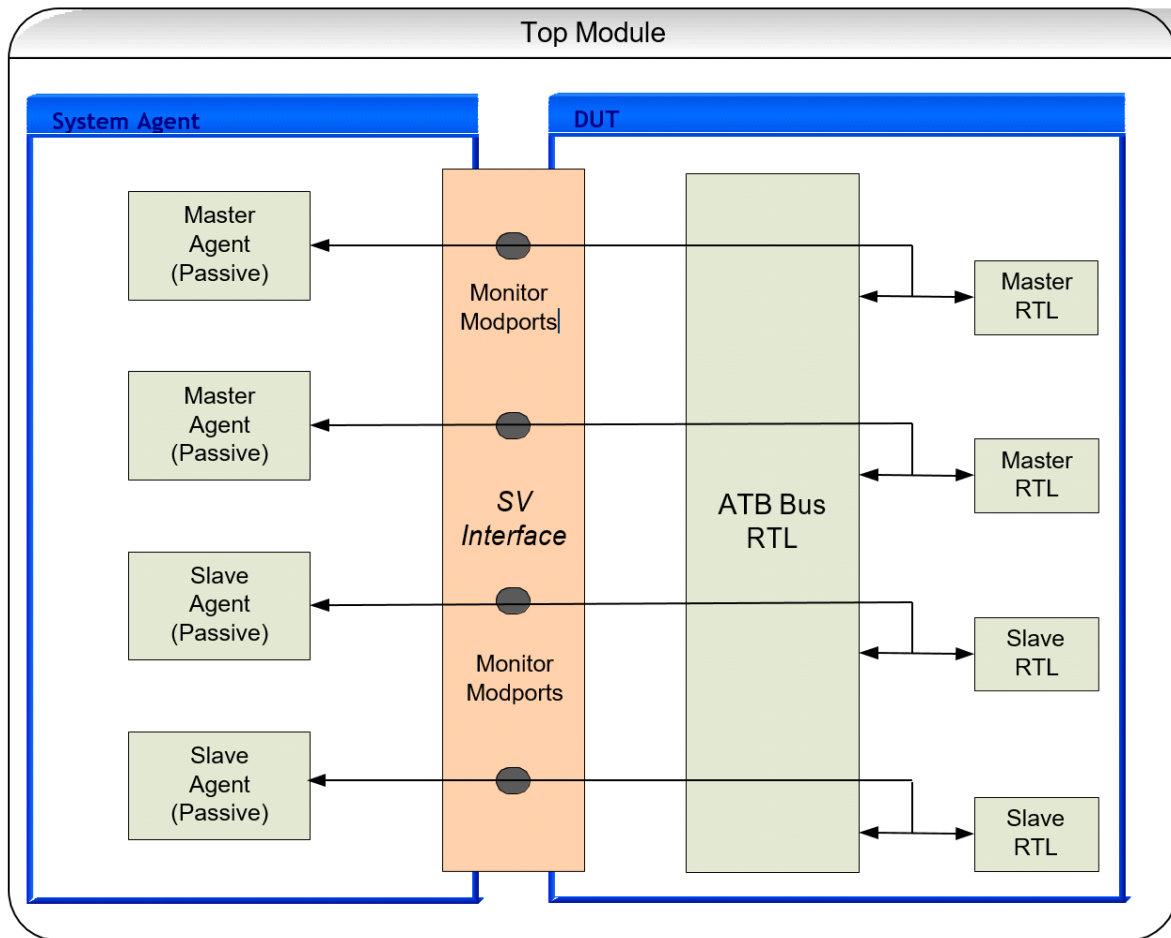 Top Module
System Agent
DUT
Master
Agent
(Passive)
Monitor
Modports
Master
RTL
Master
Agent
(Passive)
Master
RTL
SV
Interface
ATB Bus
RTL
Slave
Agent
(Passive)
Monitor
Modports
Slave
RTL
Slave
Agent
(Passive)
Slave
RTL